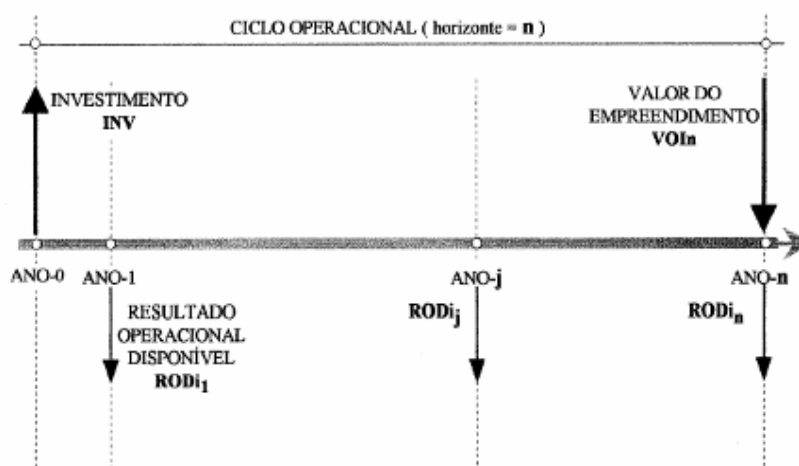 CICLO OPERACIONAL ( horizonte = n )
INVESTIMENTO
INV
VALOR DO
EMPREENDIMENTO
VOIn
ANO-0
ANO-1
ANO-j
ANO-n
RESULTADO
OPERACIONAL
DISPONÍVEL
RODi1
RODij
RODin